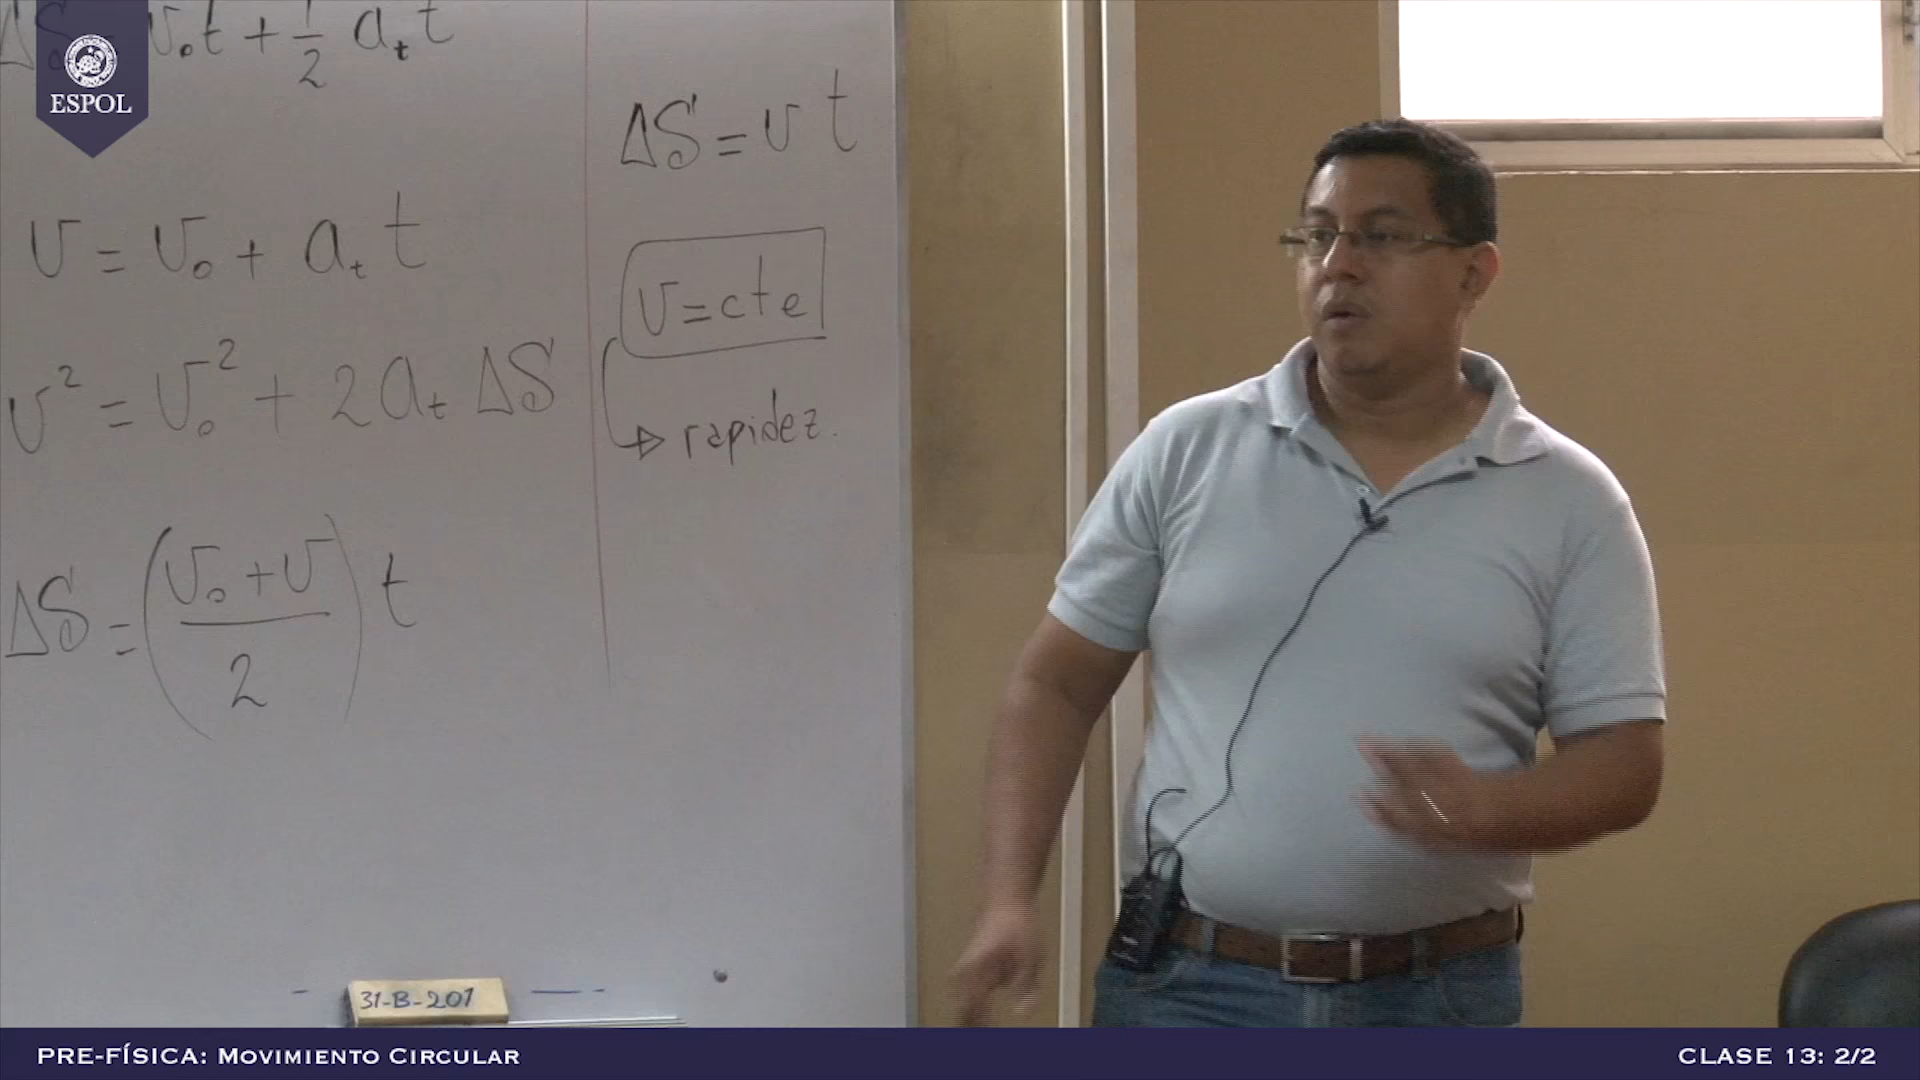 ΔS = v₀t + 1/2 aₜ t
ESPOL
v = v₀ + aₜ t
v² = v₀² + 2aₜ ΔS
ΔS = (v₀ + v / 2) t
ΔS = v t
v = cte
rapidez.
31-B-201
PRE-FÍSICA: MOVIMIENTO CIRCULAR
CLASE 13: 2/2